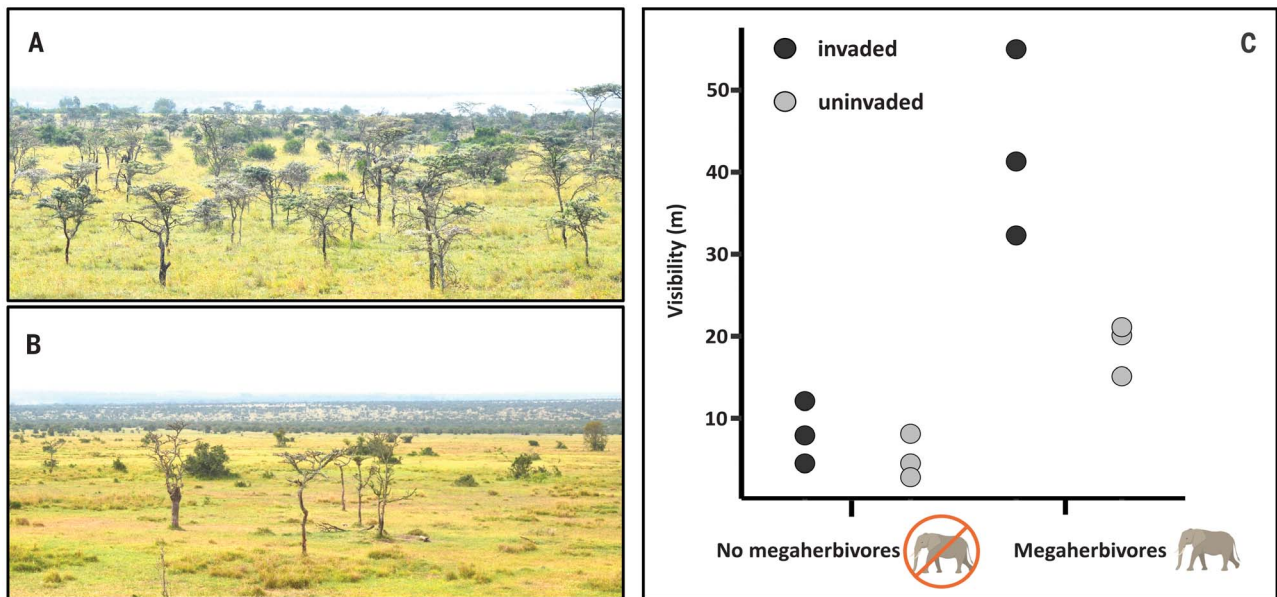 A
B
C
invaded
uninvaded
Visibility (m)
50
40
30
20
10
No megaherbivores
Megaherbivores